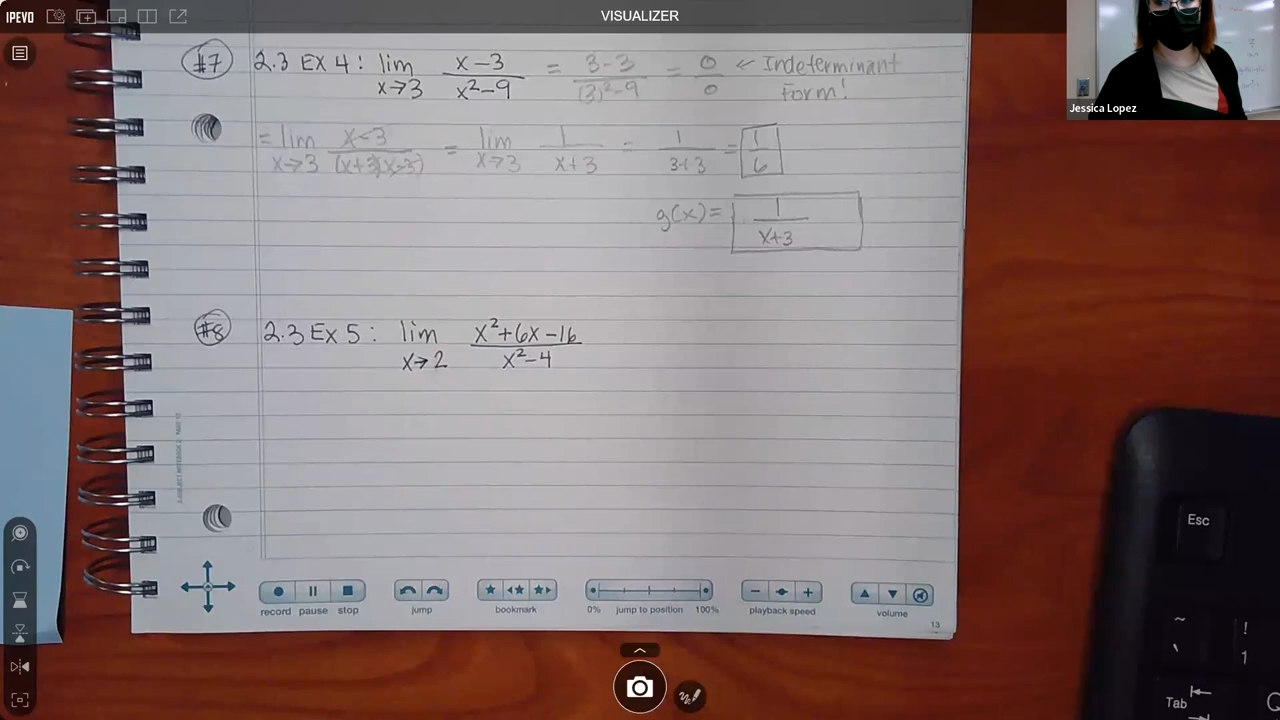 IPEVO
VISUALIZER
Jessica Lopez
#7 2.3 EX 4: lim x→3 x-3/x²-9 = 3-3/(3)²-9 = 0/0 ← Indeterminant Form!
= lim x→3 x-3/(x+3)(x-3) = lim x→3 1/x+3 = 1/3+3 = 1/6
g(x) = 1/x+3
#8 2.3 EX 5: lim x→2 x²+6x-16/x²-4
record pause stop jump bookmark 0% jump to position 100% playback speed volume
13
Esc
~ !
` 1
Tab